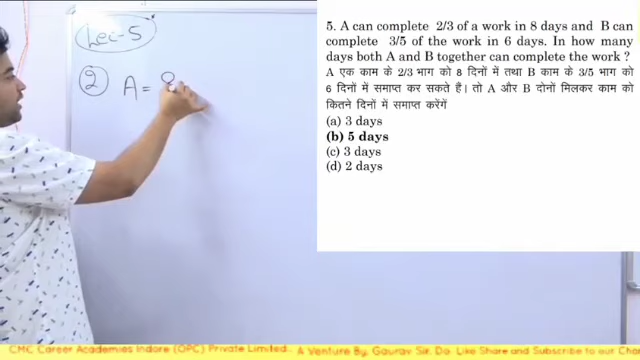 Lec-5
2 A = 8
5. A can complete 2/3 of a work in 8 days and B can
complete 3/5 of the work in 6 days. In how many
days both A and B together can complete the work ?
A एक काम के 2/3 भाग को 8 दिनों में तथा B काम के 3/5 भाग को
6 दिनों में समाप्त कर सकते हैं। तो A और B दोनों मिलकर काम को
कितने दिनों में समाप्त करेंगें
(a) 3 days
(b) 5 days
(c) 3 days
(d) 2 days
CMC Career Academies Indore (OPC) Private Limited. A Venture By. Gaurav Sir. Do Like Share and Subscribe to our Chan